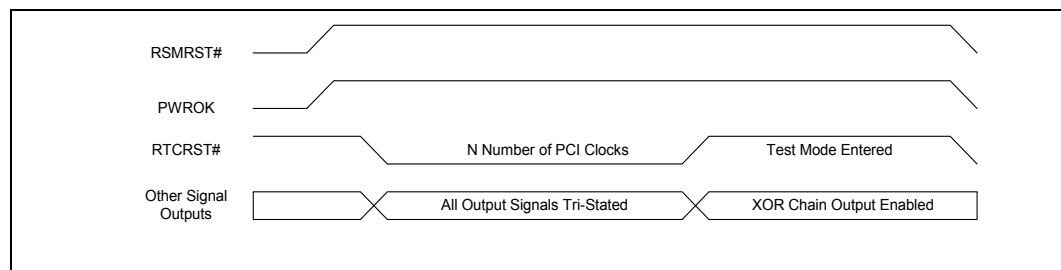 RSMRST#
PWROK
RTCRST#
N Number of PCI Clocks
Test Mode Entered
Other Signal
Outputs
All Output Signals Tri-Stated
XOR Chain Output Enabled